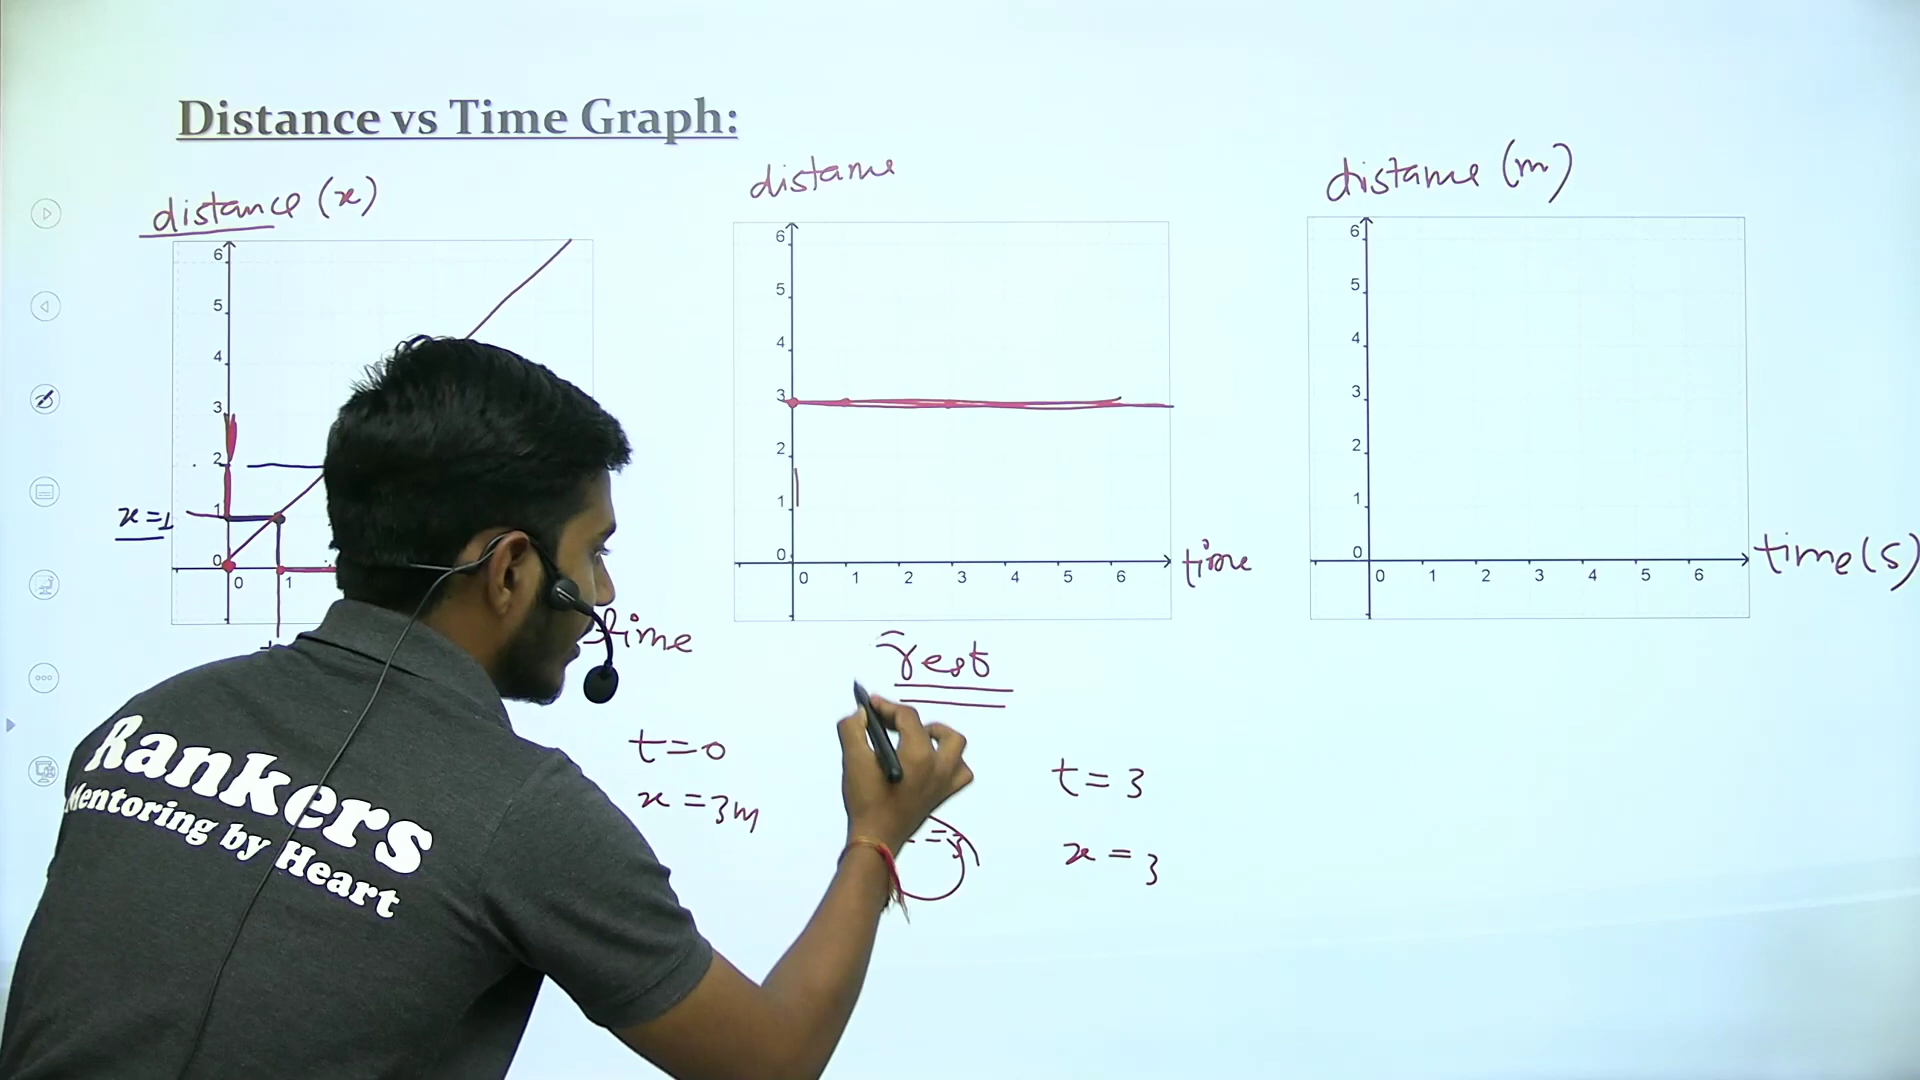 Distance vs Time Graph:
distance (x)
6
5
4
3
2
1
0
0 1
x=1
time
distance
6
5
4
3
2
1
0
0 1 2 3 4 5 6
time
distance (m)
6
5
4
3
2
1
0
0 1 2 3 4 5 6
time(s)
rest
t=0
x=3m
=3
t=3
x=3
Rankers
Mentoring by Heart